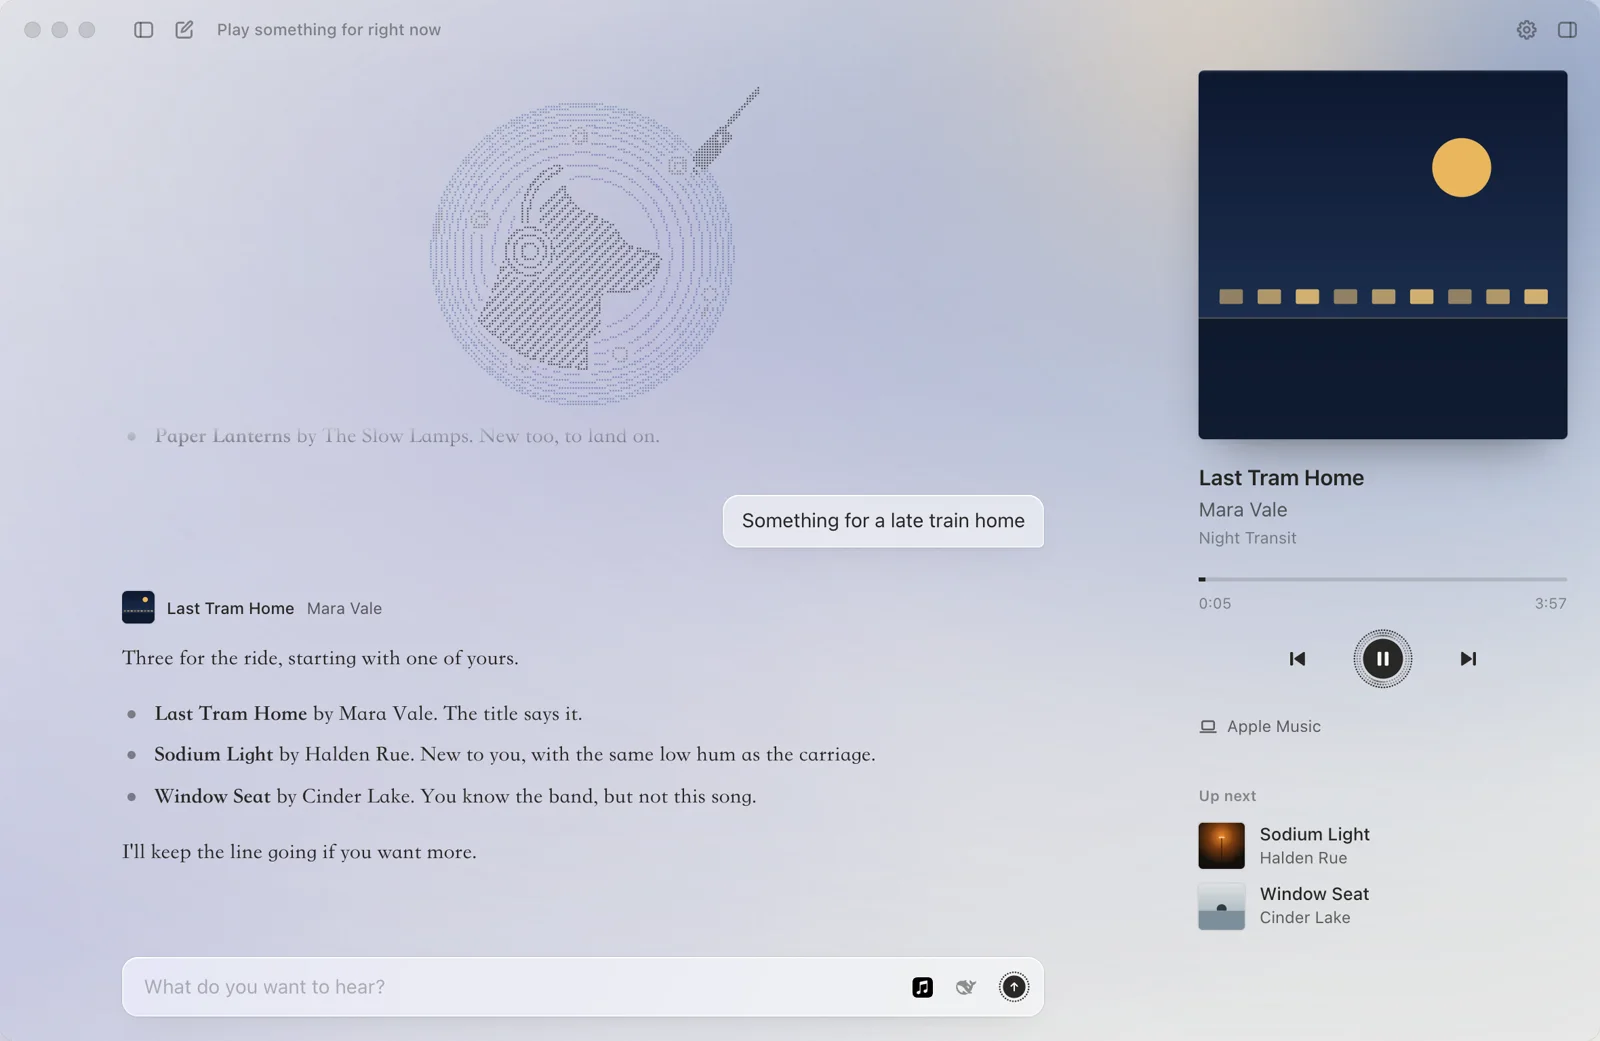 Play something for right now
Paper Lanterns by The Slow Lamps. New too, to land on.
Something for a late train home
Last Tram Home Mara Vale
Three for the ride, starting with one of yours.
Last Tram Home by Mara Vale. The title says it.
Sodium Light by Halden Rue. New to you, with the same low hum as the carriage.
Window Seat by Cinder Lake. You know the band, but not this song.
I'll keep the line going if you want more.
What do you want to hear?
Last Tram Home
Mara Vale
Night Transit
0:05 3:57
Apple Music
Up next
Sodium Light
Halden Rue
Window Seat
Cinder Lake